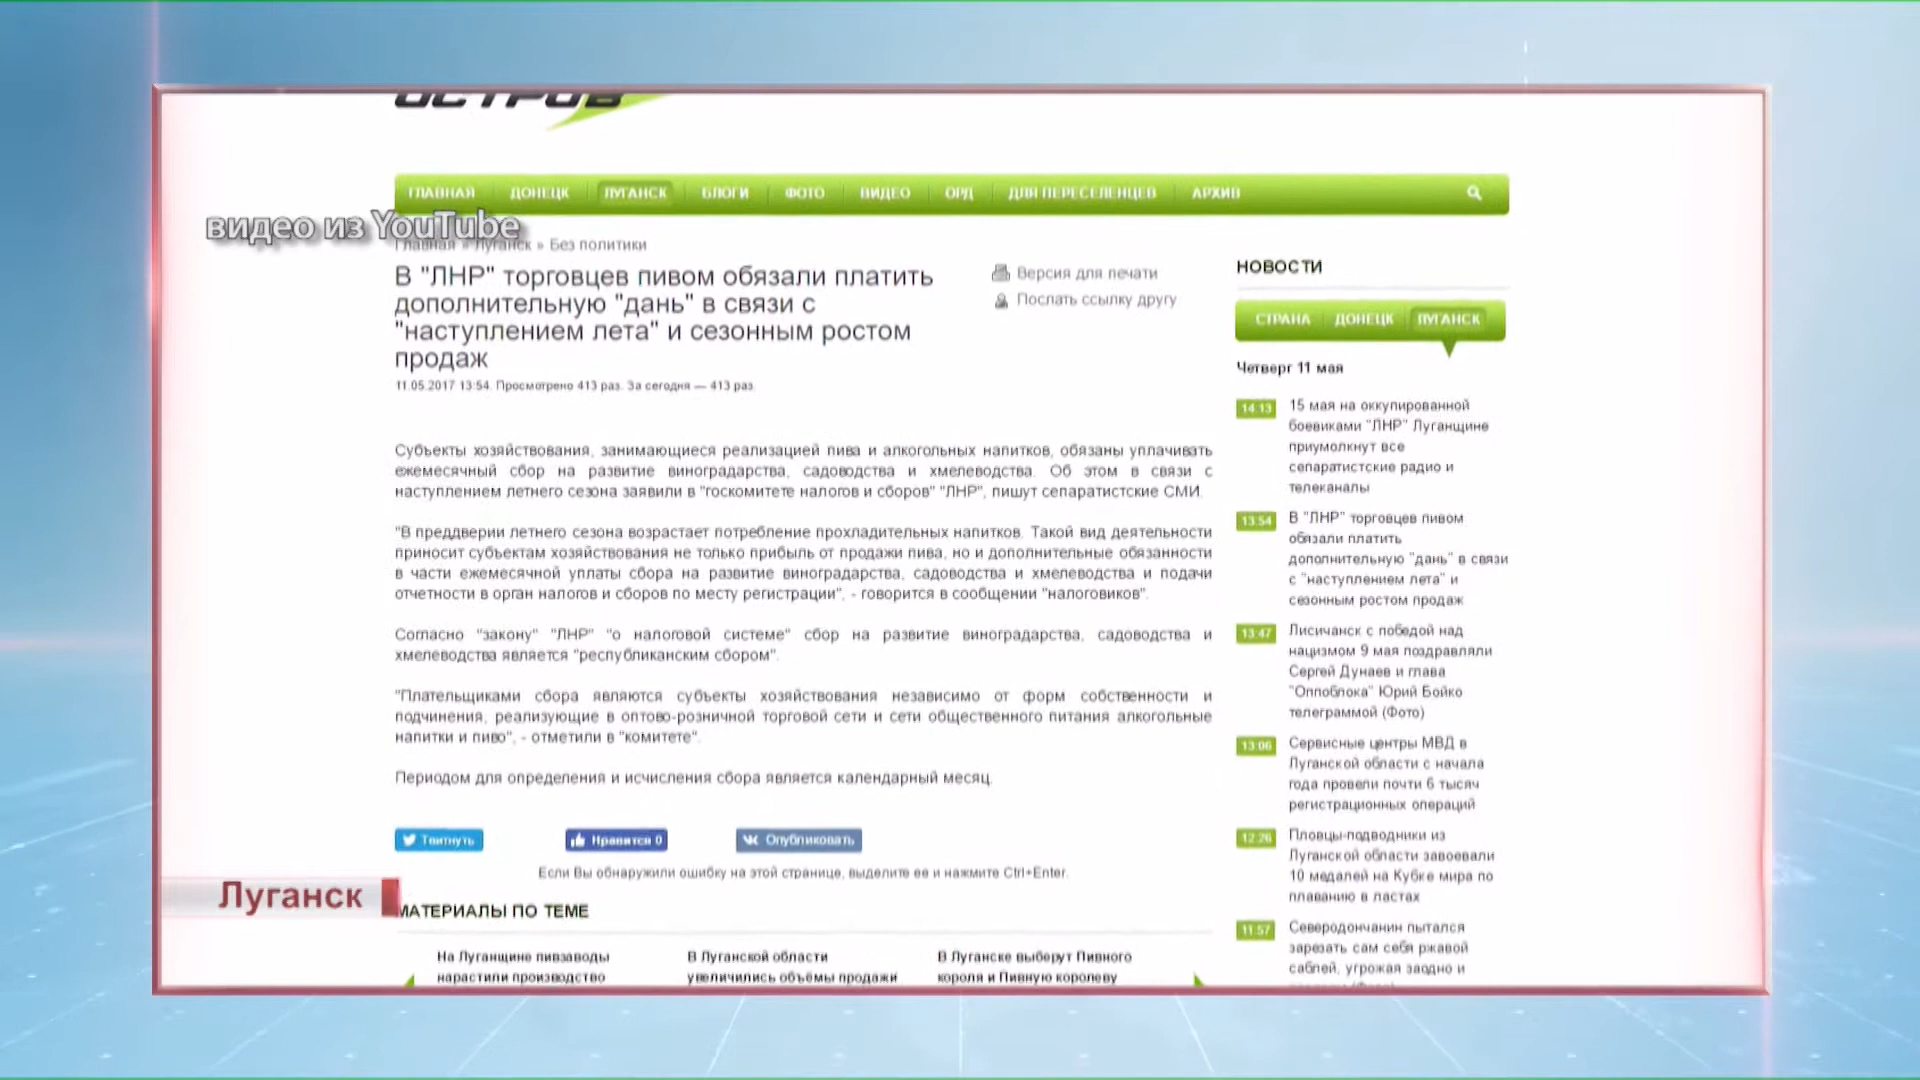 ОСТРОВ
ГЛАВНАЯ ДОНЕЦК ЛУГАНСК БЛОГИ ФОТО ВИДЕО ОРД ДЛЯ ПЕРЕСЕЛЕНЦЕВ АРХИВ
видео из YouTube
Главная » Луганск » Без политики
В "ЛНР" торговцев пивом обязали платить
дополнительную "дань" в связи с
"наступлением лета" и сезонным ростом
продаж
11.05.2017 13:54. Просмотрено 413 раз. За сегодня — 413 раз.
Версия для печати
Послать ссылку другу
Субъекты хозяйствования, занимающиеся реализацией пива и алкогольных напитков, обязаны уплачивать
ежемесячный сбор на развитие виноградарства, садоводства и хмелеводства. Об этом в связи с
наступлением летнего сезона заявили в "госкомитете налогов и сборов" "ЛНР", пишут сепаратистские СМИ.
"В преддверии летнего сезона возрастает потребление прохладительных напитков. Такой вид деятельности
приносит субъектам хозяйствования не только прибыль от продажи пива, но и дополнительные обязанности
в части ежемесячной уплаты сбора на развитие виноградарства, садоводства и хмелеводства и подачи
отчетности в орган налогов и сборов по месту регистрации", - говорится в сообщении "налоговиков".
Согласно "закону" "ЛНР" "о налоговой системе" сбор на развитие виноградарства, садоводства и
хмелеводства является "республиканским сбором".
"Плательщиками сбора являются субъекты хозяйствования независимо от форм собственности и
подчинения, реализующие в оптово-розничной торговой сети и сети общественного питания алкогольные
напитки и пиво", - отметили в "комитете".
Периодом для определения и исчисления сбора является календарный месяц.
Твитнуть
Нравится 0
Опубликовать
Если Вы обнаружили ошибку на этой странице, выделите ее и нажмите Ctrl+Enter.
Луганск
МАТЕРИАЛЫ ПО ТЕМЕ
На Луганщине пивзаводы
нарастили производство
В Луганской области
увеличились объёмы продажи
В Луганске выберут Пивного
короля и Пивную королеву
НОВОСТИ
СТРАНА ДОНЕЦК ЛУГАНСК
Четверг 11 мая
14:13 15 мая на оккупированной
боевиками "ЛНР" Луганщине
приумолкнут все
сепаратистские радио и
телеканалы
13:54 В "ЛНР" торговцев пивом
обязали платить
дополнительную "дань" в связи
с "наступлением лета" и
сезонным ростом продаж
13:47 Лисичанск с победой над
нацизмом 9 мая поздравляли
Сергей Дунаев и глава
"Оппоблока" Юрий Бойко
телеграммой (Фото)
13:06 Сервисные центры МВД в
Луганской области с начала
года провели почти 6 тысяч
регистрационных операций
12:26 Пловцы-подводники из
Луганской области завоевали
10 медалей на Кубке мира по
плаванию в ластах
11:57 Северодончанин пытался
зарезать сам себя ржавой
саблей, угрожая заодно и